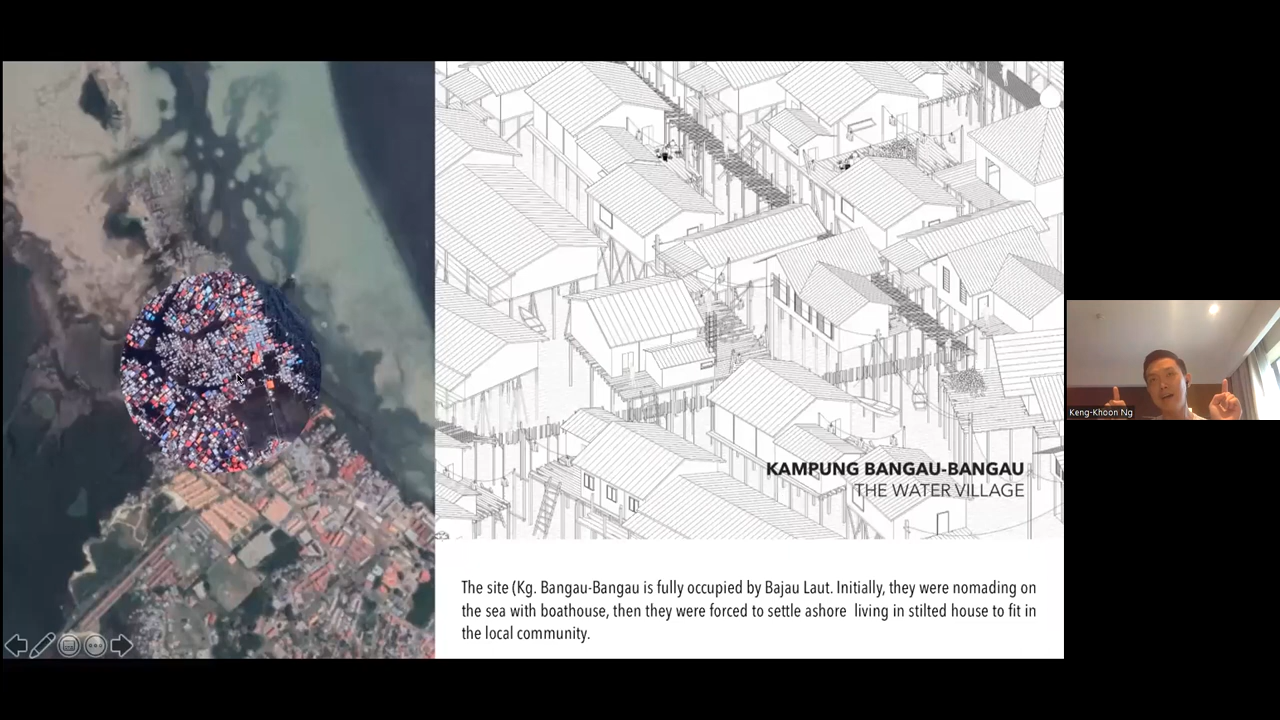 KAMPUNG BANGAU-BANGAU
THE WATER VILLAGE
The site (Kg. Bangau-Bangau is fully occupied by Bajau Laut. Initially, they were nomading on
the sea with boathouse, then they were forced to settle ashore living in stilted house to fit in
the local community.
Keng-Khoon Ng